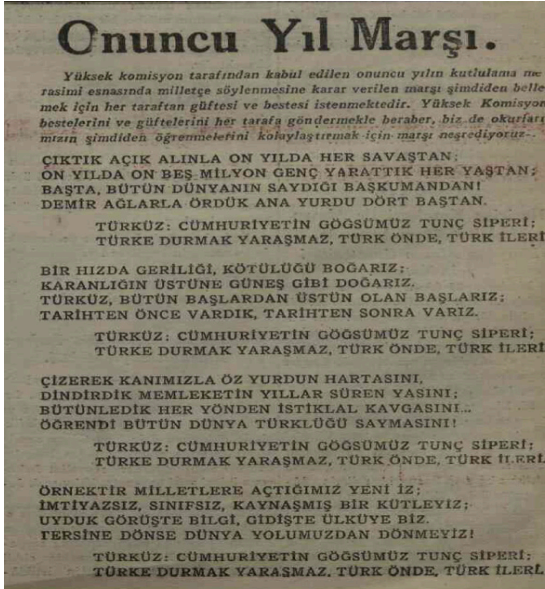 Onuncu Yıl Marşı.
Yüksek komisyon tarafından kabul edilen onuncu yılın kutlulama me
rasimi esnasında milletçe söylenmesine karar verilen marşı şimdiden belle
mek için her taraftan güftesi ve bestesi istenmektedir. Yüksek Komisyon
bestelerini ve güftelerini her tarafa göndermekle beraber, biz de okurları
mızın şimdiden öğrenmelerini kolaylaştırmak için marşı neşrediyoruz..
ÇIKTIK AÇIK ALINLA ON YILDA HER SAVAŞTAN;
ON YILDA ON BEŞ MİLYON GENÇ YARATTIK HER YAŞTAN;
BAŞTA, BÜTÜN DÜNYANIN SAYDIĞI BAŞKUMANDAN!
DEMİR AĞLARLA ÖRDÜK ANA YURDU DÖRT BAŞTAN.
TÜRKÜZ: CÜMHURİYETİN GÖGSÜMÜZ TUNÇ SİPERİ;
TÜRKE DURMAK YARAŞMAZ, TÜRK ÖNDE, TÜRK İLERİ
BİR HIZDA GERİLİĞİ, KÖTÜLÜĞÜ BOĞARIZ;
KARANLIĞIN ÜSTÜNE GÜNEŞ GİBİ DOĞARIZ.
TÜRKÜZ, BÜTÜN BAŞLARDAN ÜSTÜN OLAN BAŞLARIZ;
TARİHTEN ÖNCE VARDIK, TARİHTEN SONRA VARIZ.
TÜRKÜZ: CÜMHURİYETİN GÖGSÜMÜZ TUNÇ SİPERİ;
TÜRKE DURMAK YARAŞMAZ, TÜRK ÖNDE, TÜRK İLERİ
ÇİZEREK KANIMIZLA ÖZ YURDUN HARTASINI,
DİNDİRDİK MEMLEKETİN YILLAR SÜREN YASINI;
BÜTÜNLEDİK HER YÖNDEN İSTİKLAL KAVGASINI...
ÖĞRENDİ BÜTÜN DÜNYA TÜRKLÜĞÜ SAYMASINI!
TÜRKÜZ: CÜMHURİYETİN GÖGSÜMÜZ TUNÇ SİPERİ;
TÜRKE DURMAK YARAŞMAZ, TÜRK ÖNDE, TÜRK İLERİ.
ÖRNEKTİR MİLLETLERE AÇTIĞIMIZ YENİ İZ;
İMTİYAZSIZ, SINIFSIZ, KAYNAŞMIŞ BİR KÜTLEYİZ;
UYDUK GÖRÜŞTE BİLGİ, GİDİŞTE ÜLKÜYE BİZ.
TERSİNE DÖNSE DÜNYA YOLUMUZDAN DÖNMEYİZ!
TÜRKÜZ: CÜMHURİYETİN GÖGSÜMÜZ TUNÇ SİPERİ;
TÜRKE DURMAK YARAŞMAZ, TÜRK ÖNDE, TÜRK İLERİ.